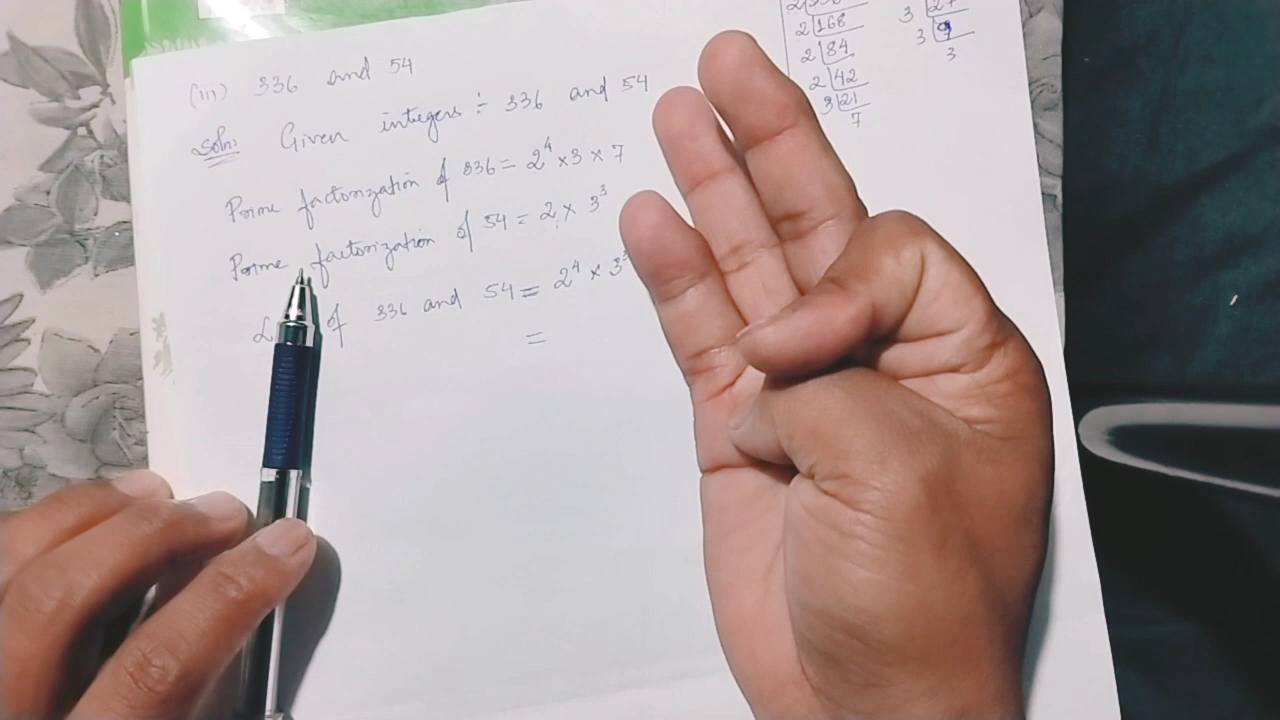 (iii) 336 and 54
Soln: Given integers : 336 and 54
Prime factorization of 336 = 2⁴ × 3 × 7
Prime factorization of 54 = 2 × 3³
of 336 and 54 = 2⁴ × 3³
=
2 168
2 84
2 42
3 21
7
3 27
3 9
3